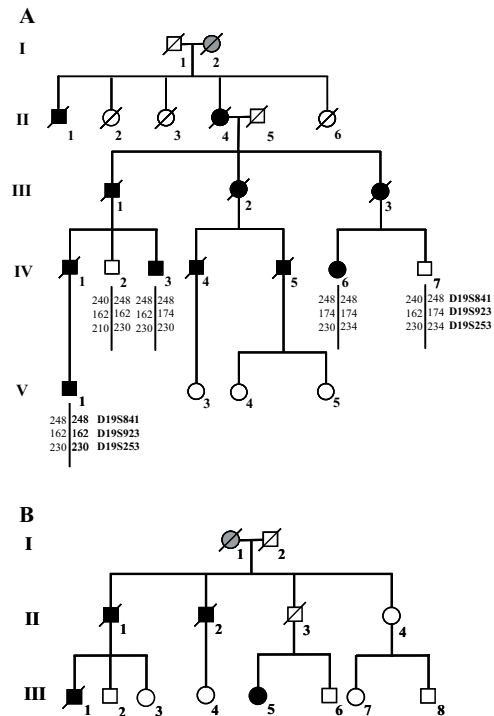 A
I
1 2
II
1 2 3 4 5 6
III
1 2 3
IV
1 2 3 4 5 6 7
240 248 248 248 248 248 240 248 D19S841
162 162 162 174 174 174 162 174 D19S923
210 230 230 230 230 234 230 234 D19S253
V
1 3 4 5
248 248 D19S841
162 162 D19S923
230 230 D19S253
B
I
1 2
II
1 2 3 4
III
1 2 3 4 5 6 7 8